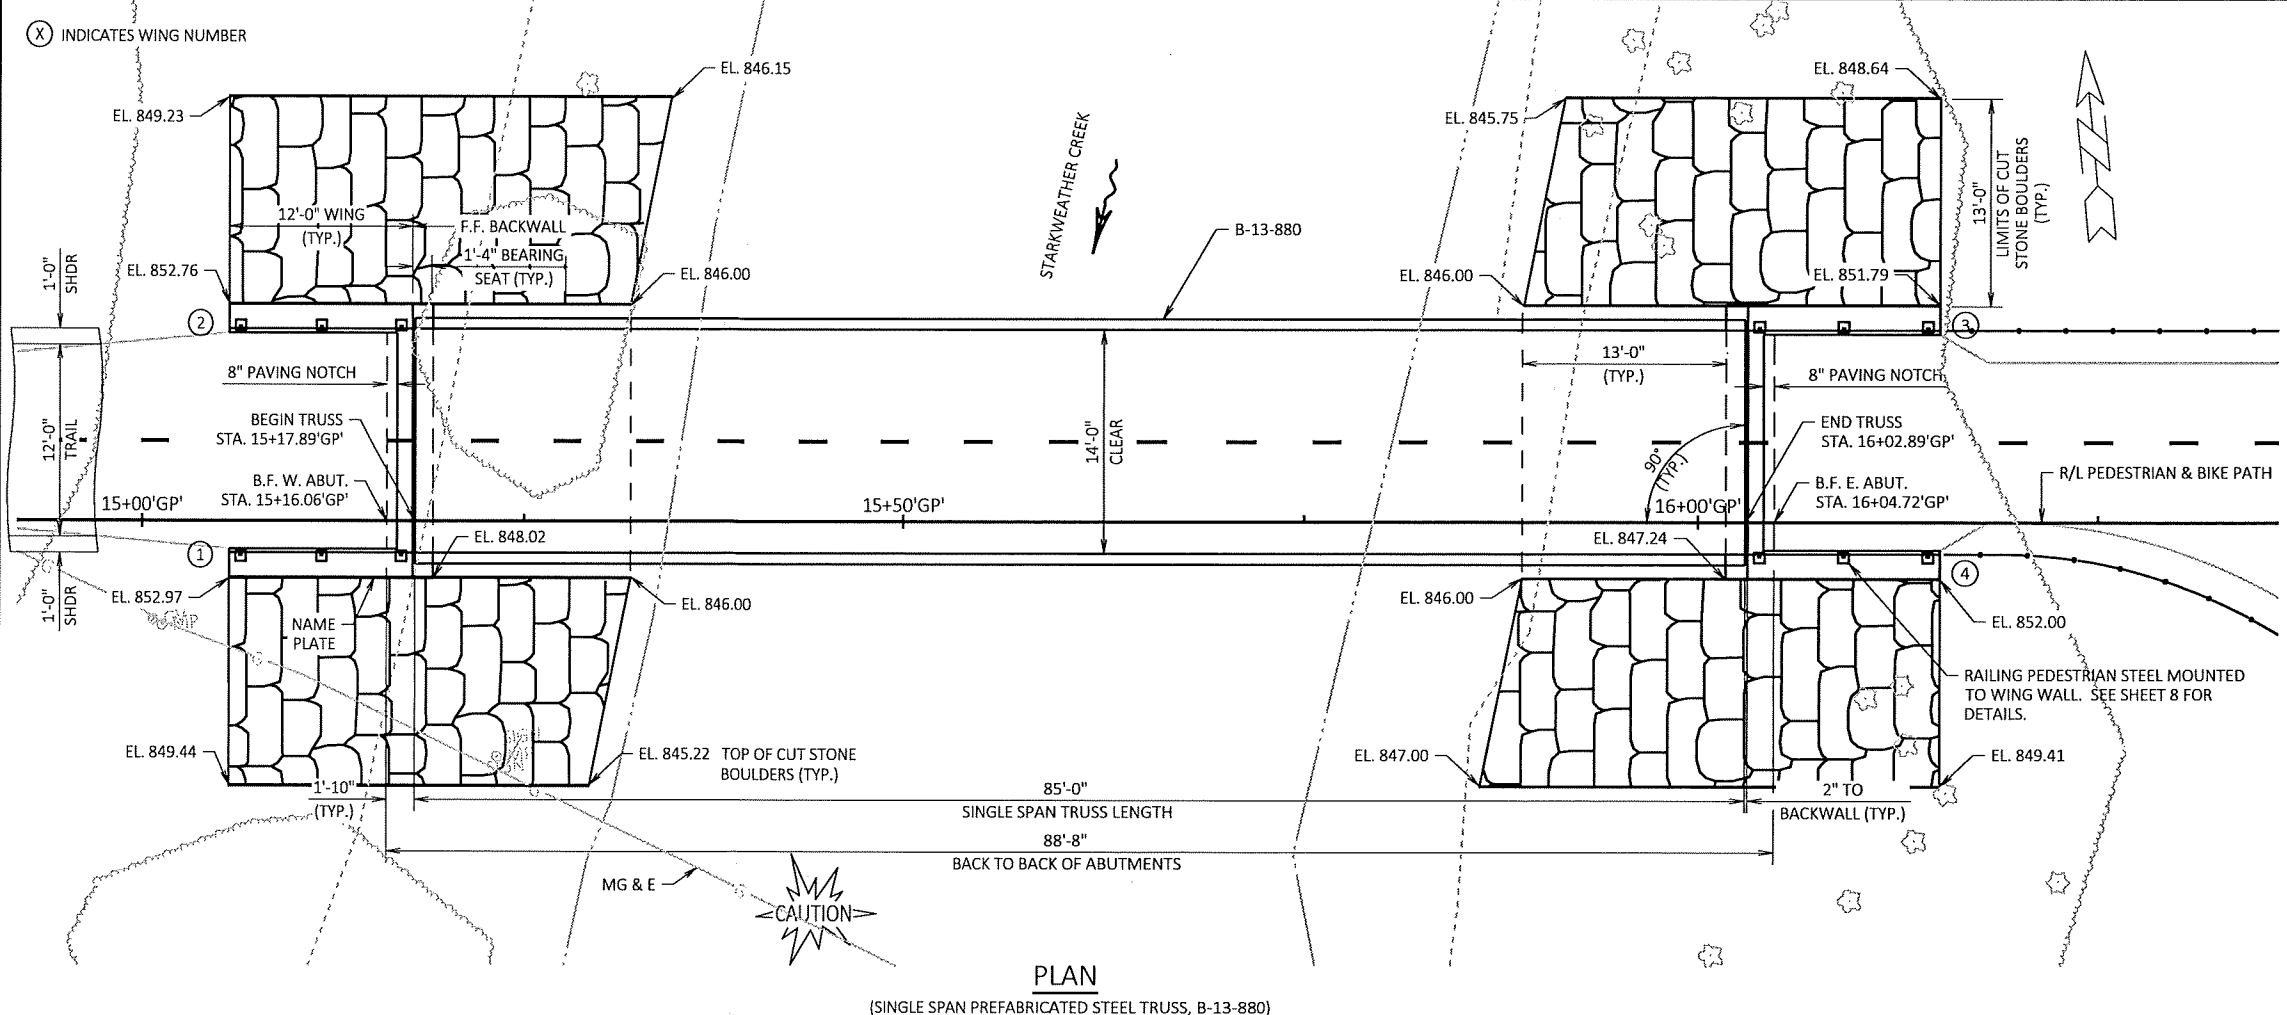 X INDICATES WING NUMBER
EL. 846.15
EL. 849.23
EL. 848.64
EL. 845.75
13'-0"
LIMITS OF CUT
STONE BOULDERS
(TYP.)
STARKWEATHER CREEK
12'-0" WING
(TYP.)
F.F. BACKWALL
1'-4" BEARING
SEAT (TYP.)
B-13-880
1'-0"
SHDR
EL. 852.76
EL. 846.00
EL. 846.00
EL. 851.79
2
3
8" PAVING NOTCH
13'-0"
(TYP.)
8" PAVING NOTCH
12'-0"
TRAIL
BEGIN TRUSS
STA. 15+17.89'GP'
14'-0"
CLEAR
90°
(TYP.)
END TRUSS
STA. 16+02.89'GP'
B.F. W. ABUT.
STA. 15+16.06'GP'
B.F. E. ABUT.
STA. 16+04.72'GP'
R/L PEDESTRIAN & BIKE PATH
15+00'GP'
15+50'GP'
16+00'GP'
1
EL. 848.02
EL. 847.24
4
1'-0"
SHDR
EL. 852.97
EL. 846.00
EL. 846.00
EL. 852.00
NAME
PLATE
RAILING PEDESTRIAN STEEL MOUNTED
TO WING WALL. SEE SHEET 8 FOR
DETAILS.
EL. 849.44
EL. 845.22 TOP OF CUT STONE
BOULDERS (TYP.)
EL. 847.00
EL. 849.41
1'-10"
(TYP.)
85'-0"
SINGLE SPAN TRUSS LENGTH
2" TO
BACKWALL (TYP.)
88'-8"
BACK TO BACK OF ABUTMENTS
MG & E
CAUTION
PLAN
(SINGLE SPAN PREFABRICATED STEEL TRUSS, B-13-880)